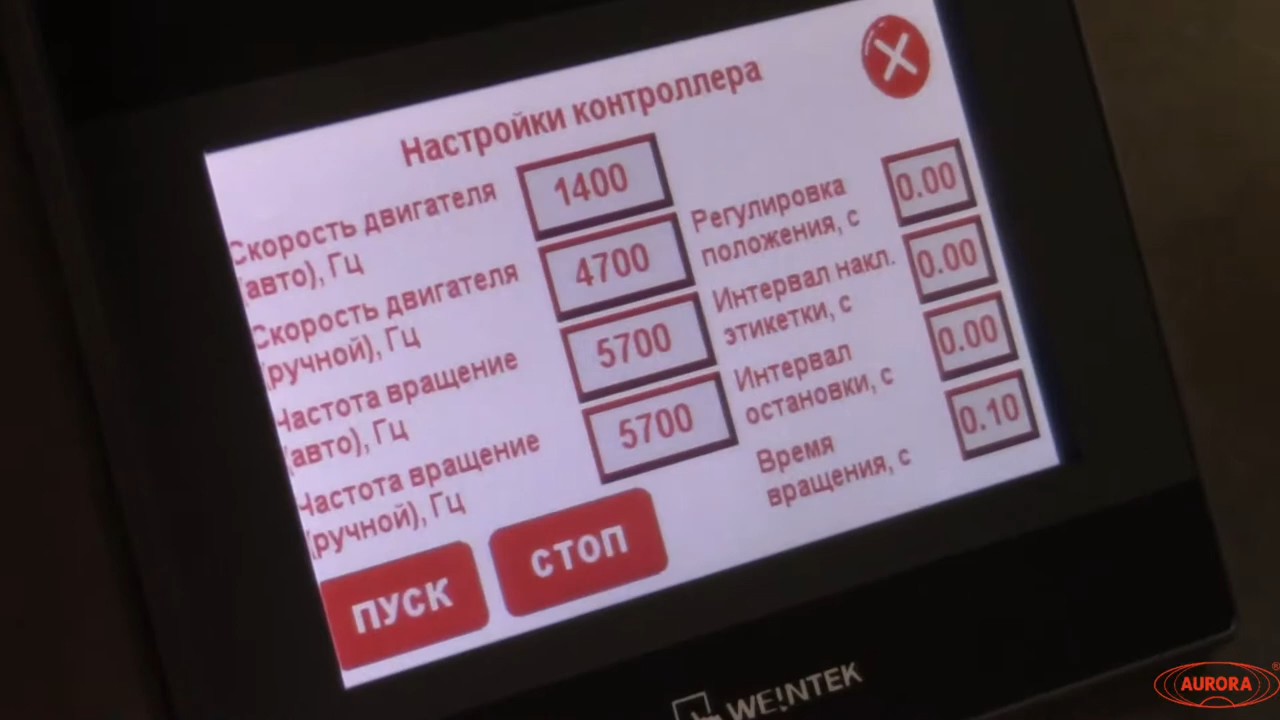 Настройки контроллера
Скорость двигателя
(авто), Гц
1400
Скорость двигателя
(ручной), Гц
4700
Частота вращение
(авто), Гц
5700
Частота вращение
(ручной), Гц
5700
Регулировка
положения, с
0.00
Интервал накл.
этикетки, с
0.00
Интервал
остановки, с
0.00
Время
вращения, с
0.10
ПУСК
СТОП
WE!NTEK
AURORA